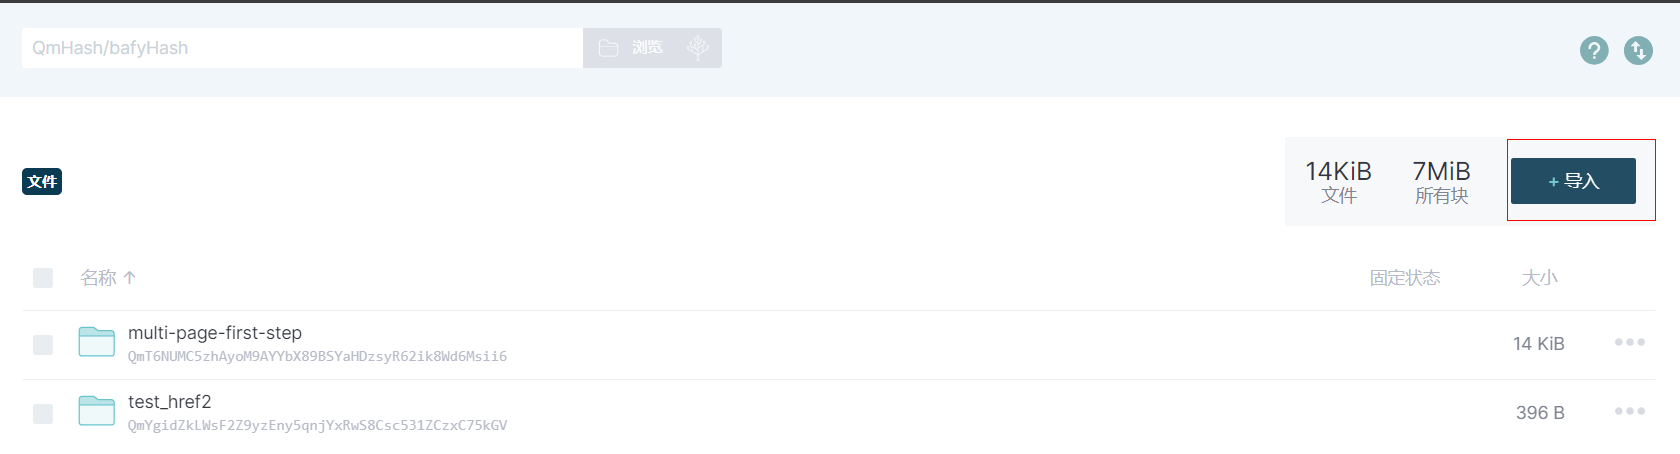 QmHash/bafyHash
浏览
文件
14KiB
文件
7MiB
所有块
+ 导入
名称 ↑
固定状态
大小
multi-page-first-step
QmT6NUMC5zhAyoM9AYYbX89BSYaHDzsyR62ik8Wd6Msii6
14 KiB
test_href2
QmYgidZkLWsF2Z9yzEny5qnjYxRwS8Csc531ZCzxC75kGV
396 B